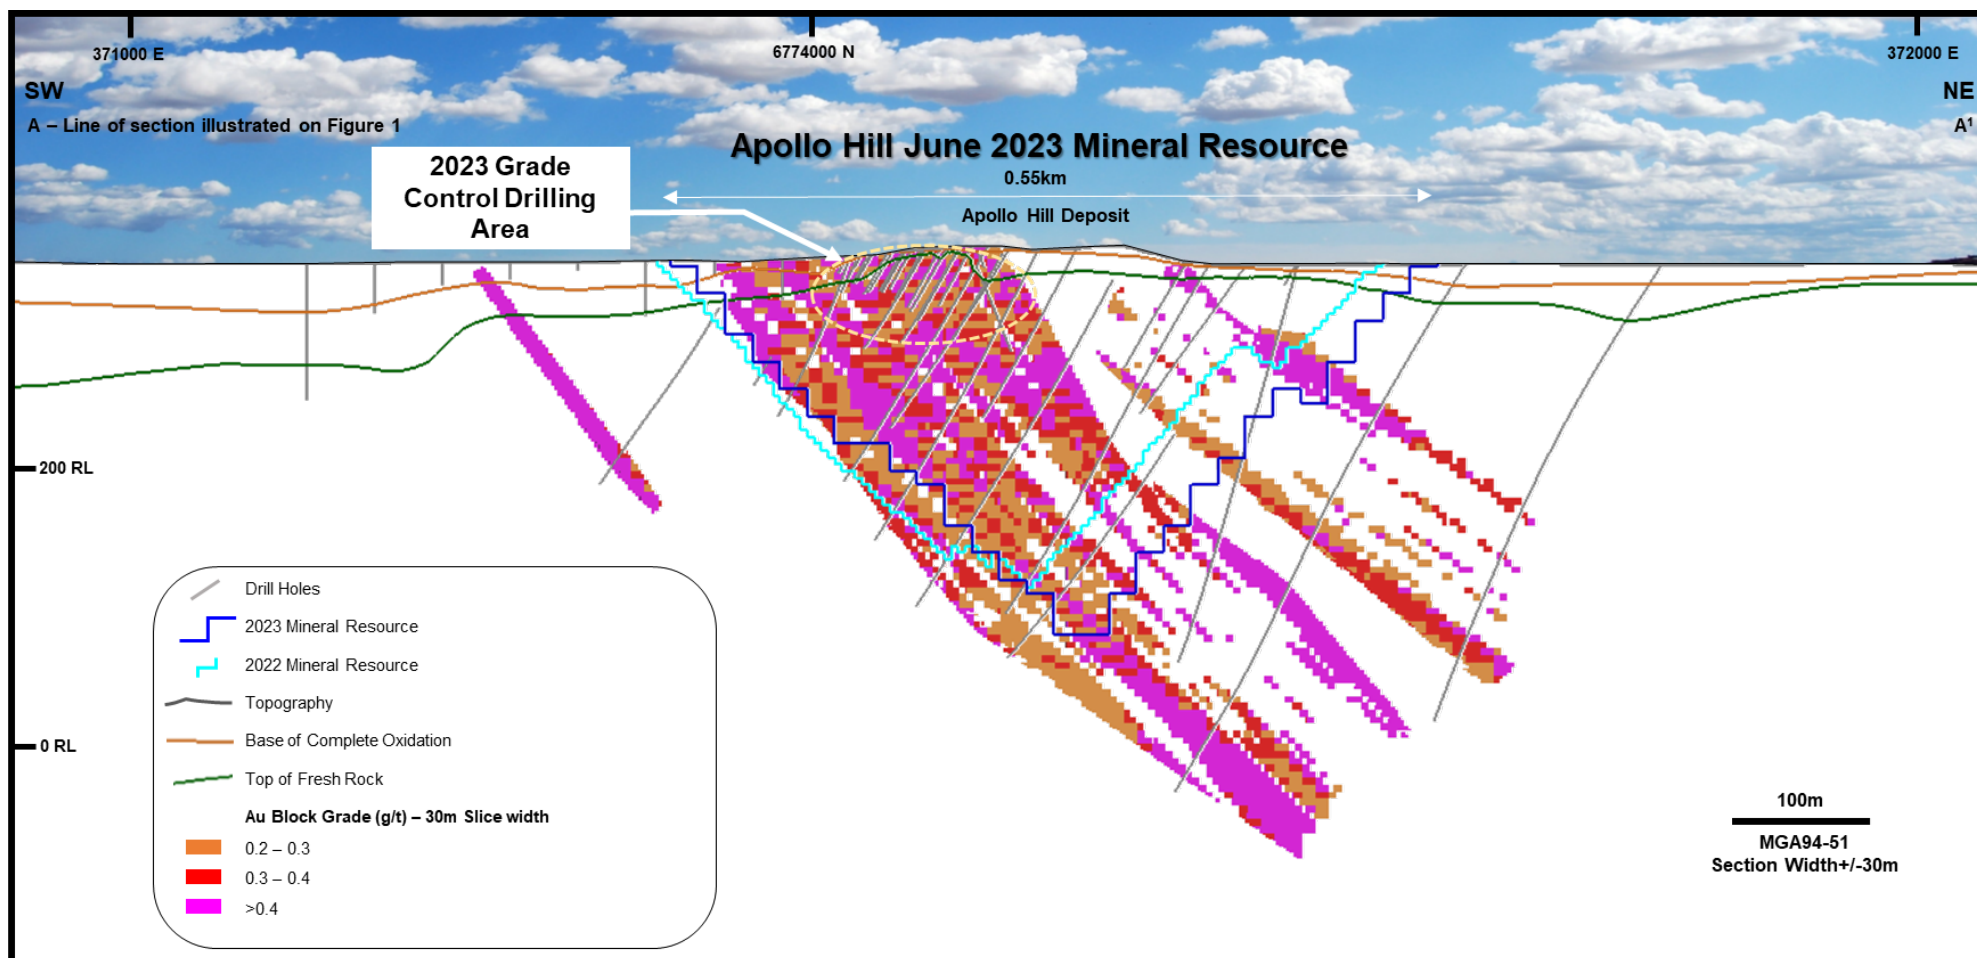 371000 E
6774000 N
372000 E
SW
NE
A – Line of section illustrated on Figure 1
A¹
Apollo Hill June 2023 Mineral Resource
0.55km
Apollo Hill Deposit
2023 Grade
Control Drilling
Area
200 RL
0 RL
Drill Holes
2023 Mineral Resource
2022 Mineral Resource
Topography
Base of Complete Oxidation
Top of Fresh Rock
Au Block Grade (g/t) – 30m Slice width
0.2 – 0.3
0.3 – 0.4
>0.4
100m
MGA94-51
Section Width+/-30m